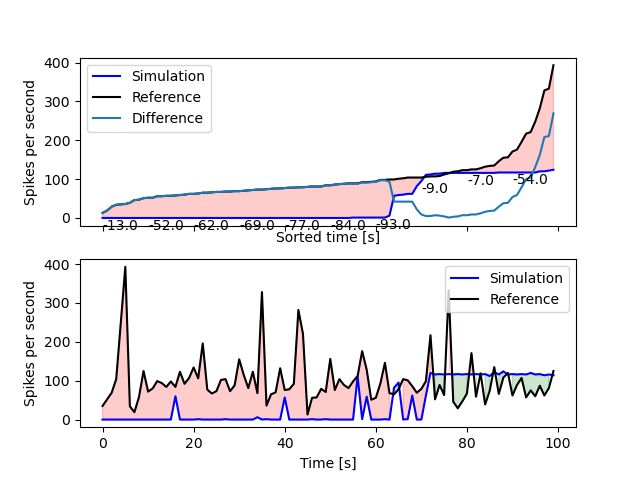 400
300
200
100
0
Spikes per second
Simulation
Reference
Difference
-13.0
-52.0
-62.0
-69.0
-77.0
-84.0
-93.0
-9.0
-7.0
-54.0
Sorted time [s]
400
300
200
100
0
Spikes per second
Simulation
Reference
0
20
40
60
80
100
Time [s]